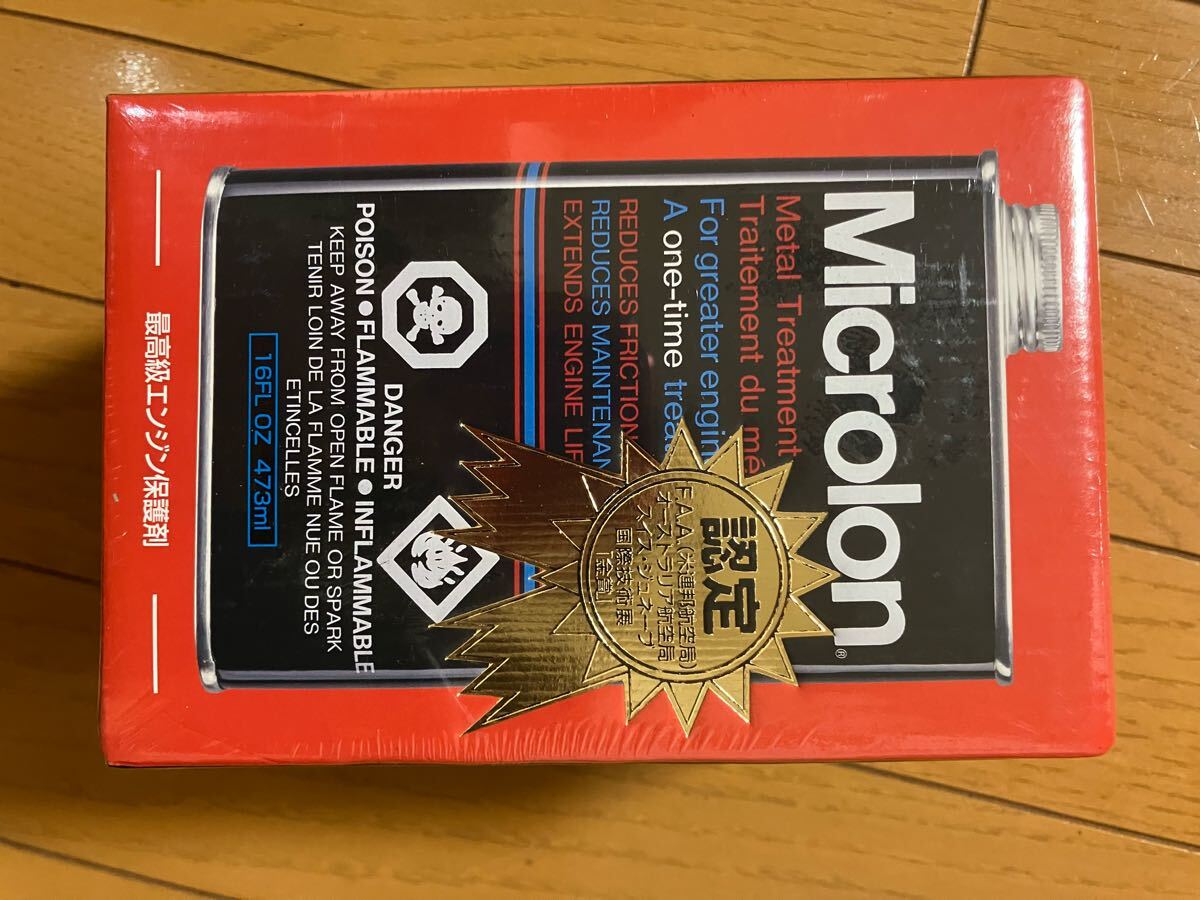 Microlon®
Metal Treatment
Traitement du mé
For greater engin
A one-time trea
REDUCES FRICTION
REDUCES MAINTENAN
EXTENDS ENGINE LIF
認定
F.A.A(米連邦航空局)
オーストラリア航空局
スイス・ジュネーブ
国際技術展
「金賞」
DANGER
POISON • FLAMMABLE • INFLAMMABLE
KEEP AWAY FROM OPEN FLAME OR SPARK
TENIR LOIN DE LA FLAMME NUE OU DES
ETINCELLES
16FL OZ 473ml
最高級エンジン保護剤